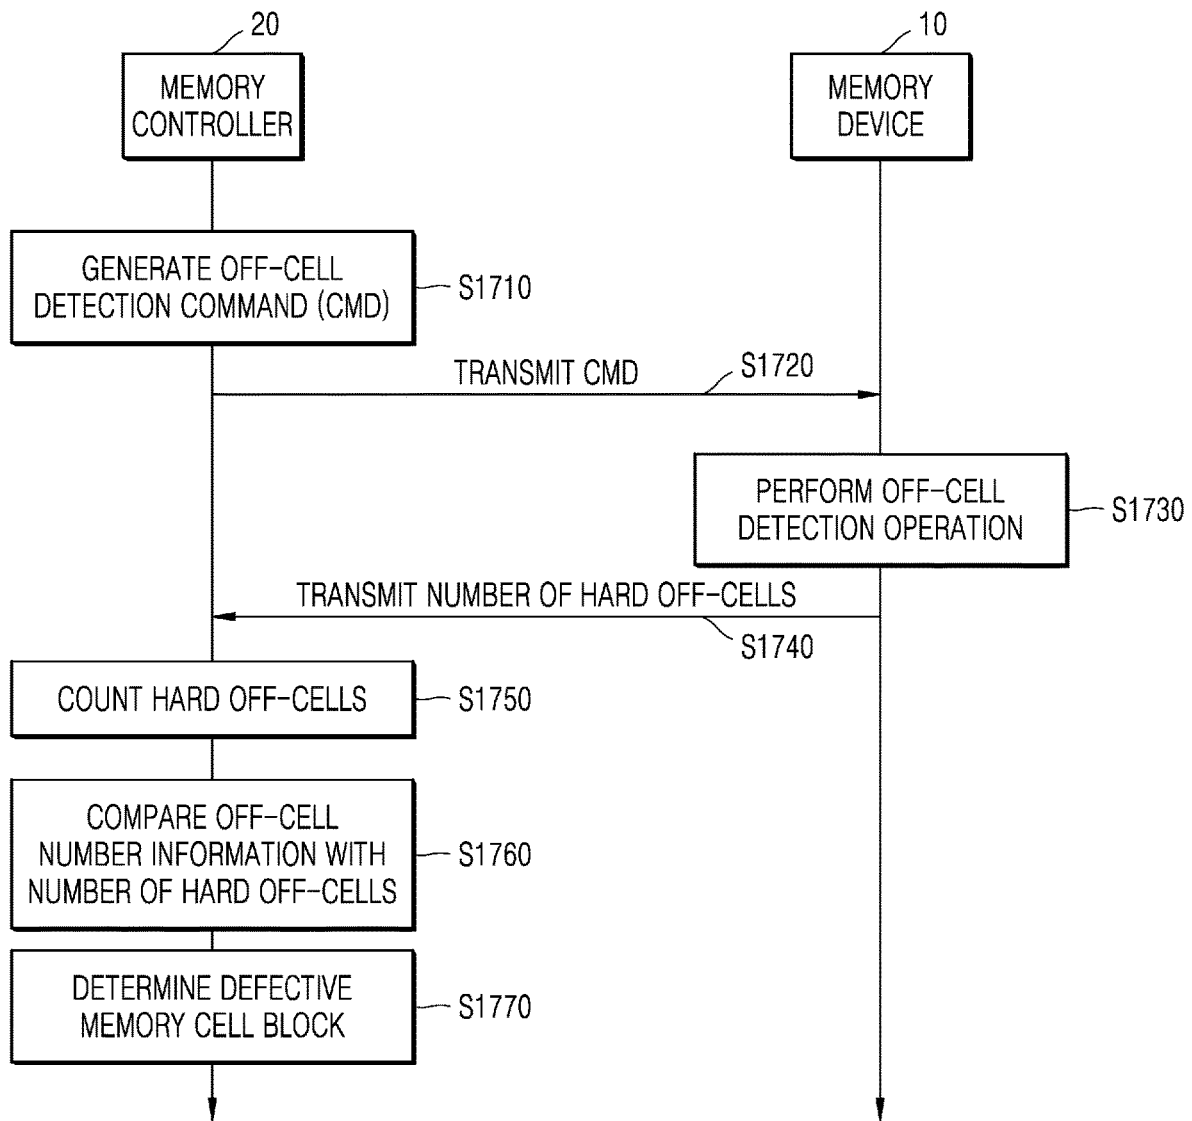 20
10
MEMORY
CONTROLLER
MEMORY
DEVICE
GENERATE OFF-CELL
DETECTION COMMAND (CMD)
S1710
TRANSMIT CMD
S1720
PERFORM OFF-CELL
DETECTION OPERATION
S1730
TRANSMIT NUMBER OF HARD OFF-CELLS
S1740
COUNT HARD OFF-CELLS
S1750
COMPARE OFF-CELL
NUMBER INFORMATION WITH
NUMBER OF HARD OFF-CELLS
S1760
DETERMINE DEFECTIVE
MEMORY CELL BLOCK
S1770